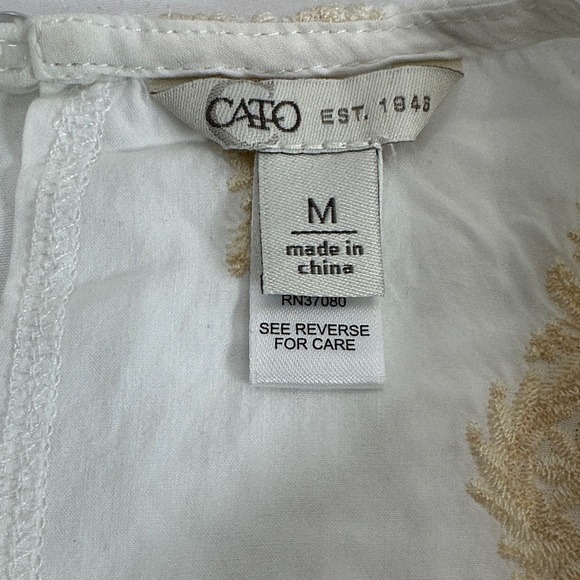 CATO EST. 1946
M
made in
china
RN37080
SEE REVERSE
FOR CARE